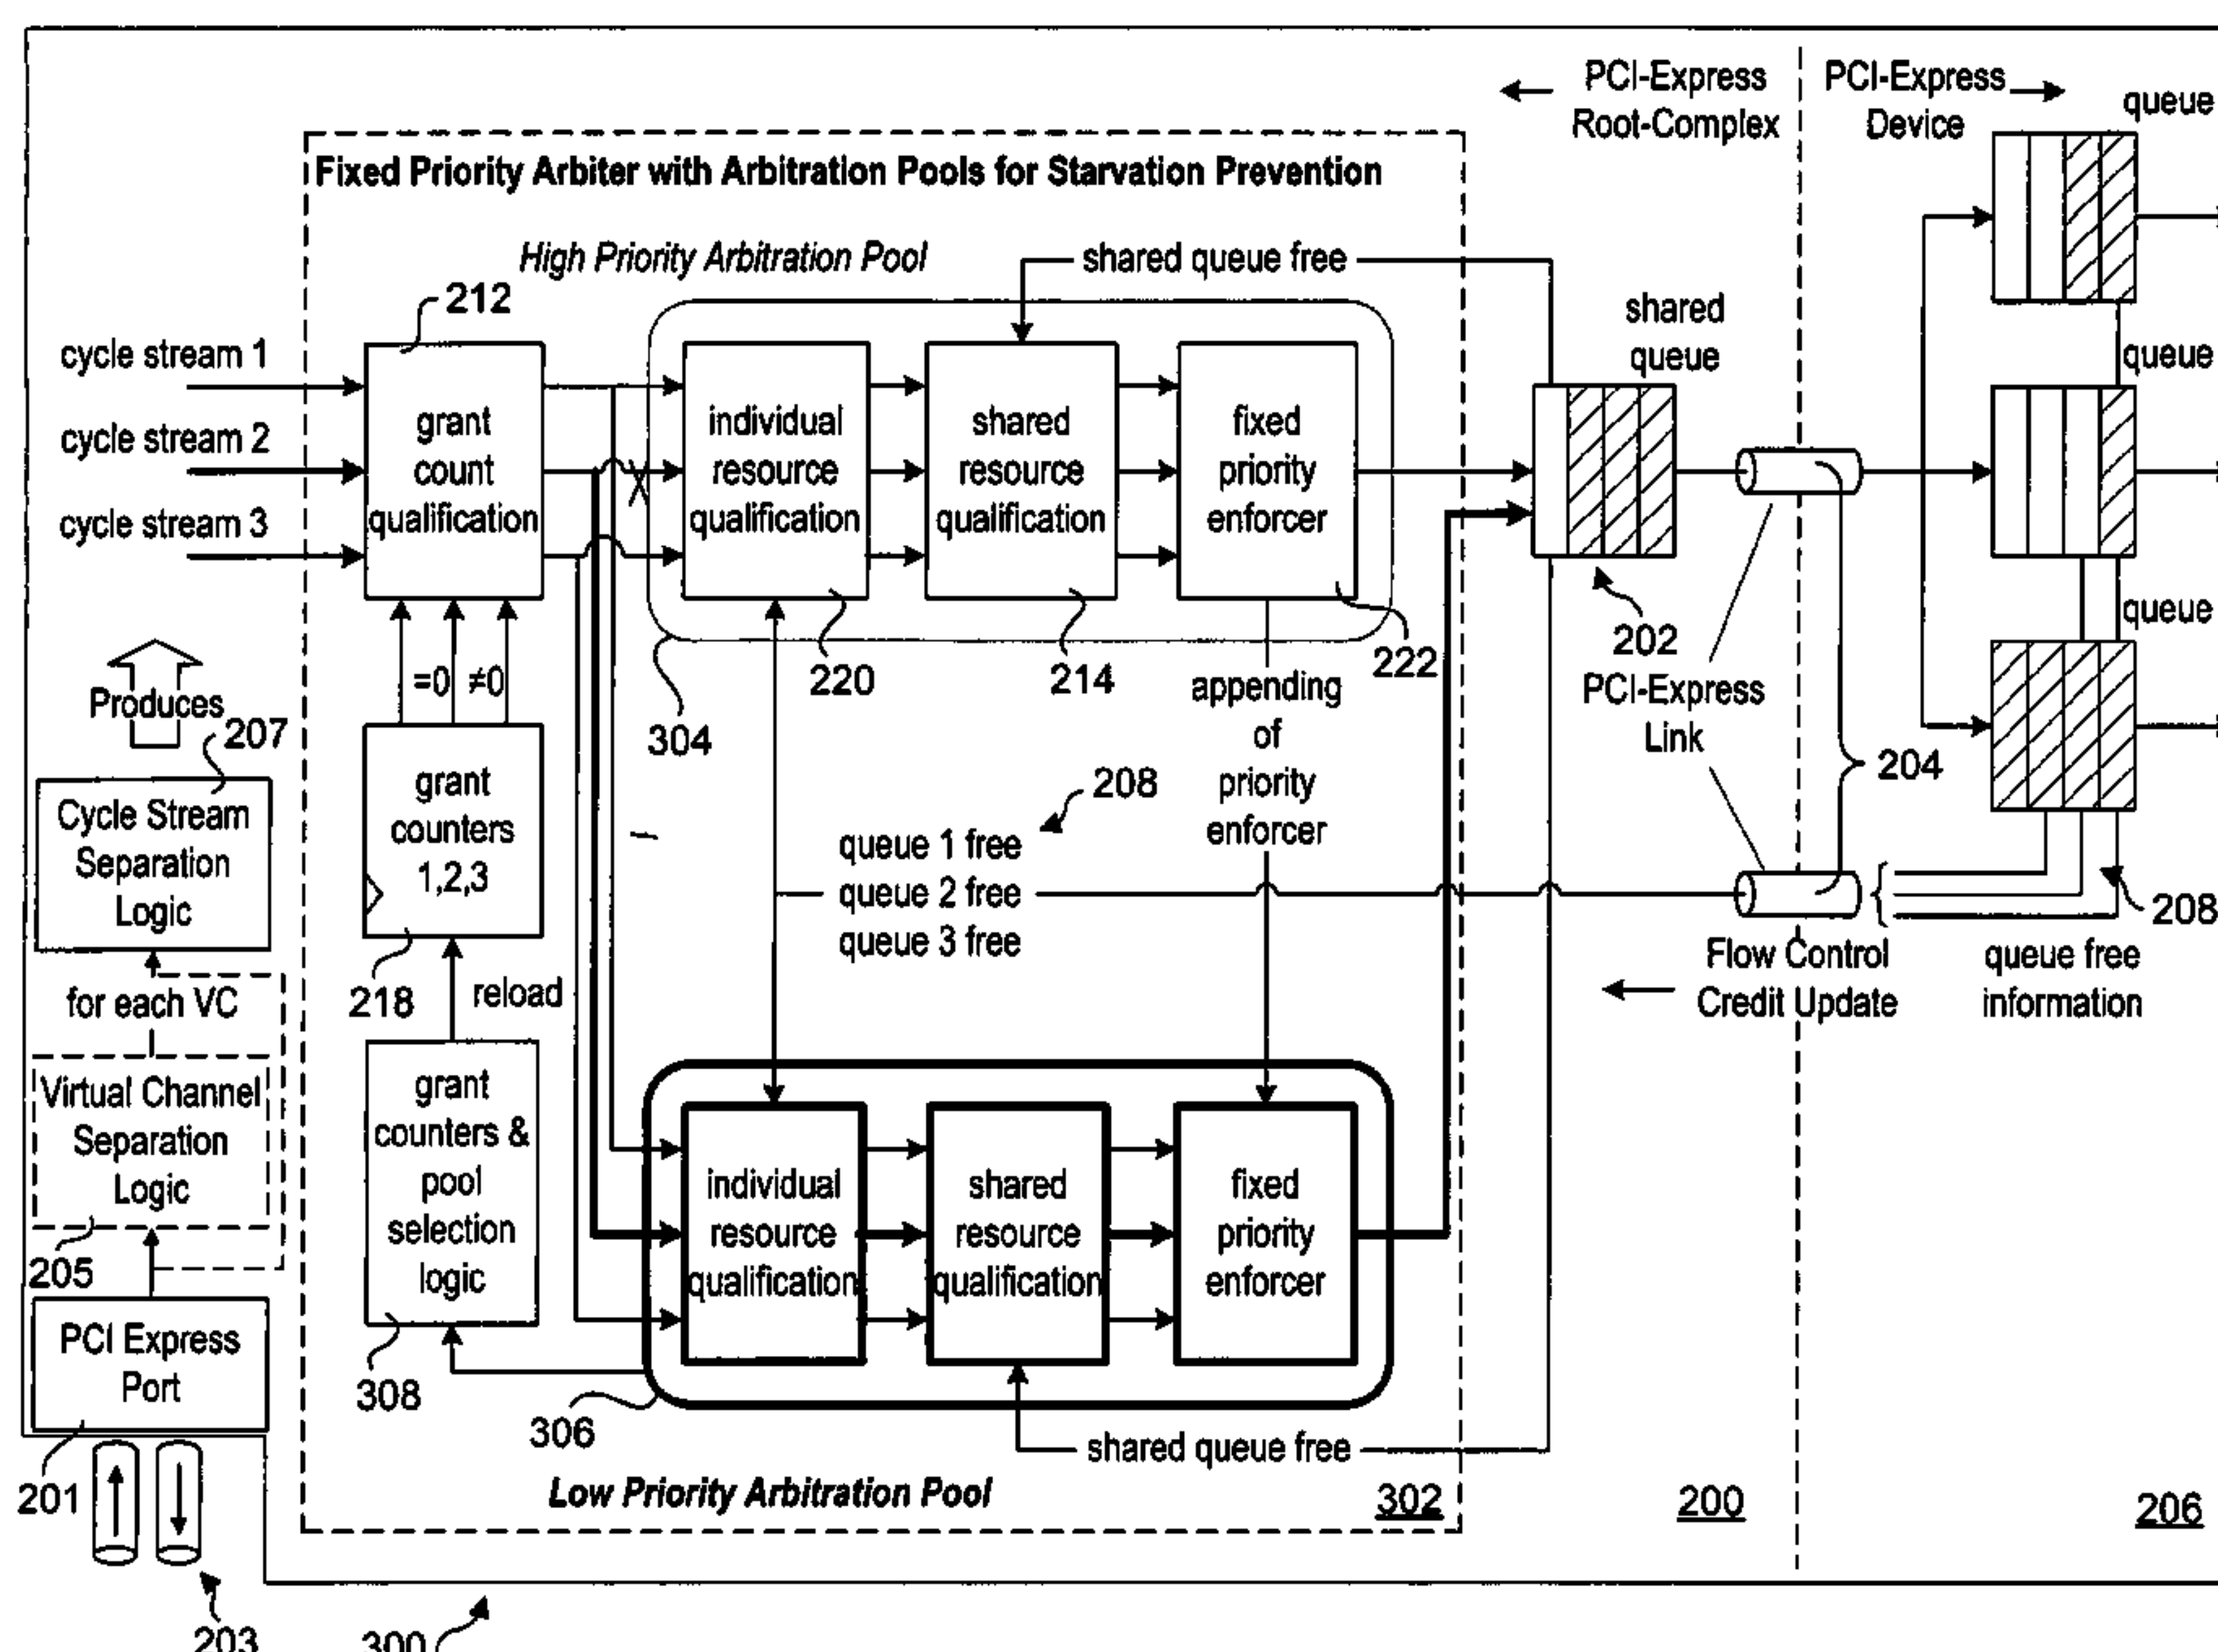 PCI-Express
Root-Complex
PCI-Express
Device
queue
Fixed Priority Arbiter with Arbitration Pools for Starvation Prevention
High Priority Arbitration Pool
shared queue free
212
shared
queue
queue
cycle stream 1
cycle stream 2
cycle stream 3
grant
count
qualification
individual
resource
qualification
shared
resource
qualification
fixed
priority
enforcer
queue
202
220
214
222
304
=0
≠0
Produces
207
PCI-Express
Link
204
appending
of
priority
enforcer
208
Cycle Stream
Separation
Logic
grant
counters
1,2,3
queue 1 free
queue 2 free
queue 3 free
208
218
reload
Flow Control
Credit Update
queue free
information
for each VC
Virtual Channel
Separation
Logic
205
grant
counters &
pool
selection
logic
308
individual
resource
qualification
shared
resource
qualification
fixed
priority
enforcer
PCI Express
Port
306
shared queue free
201
Low Priority Arbitration Pool
302
200
206
203
300